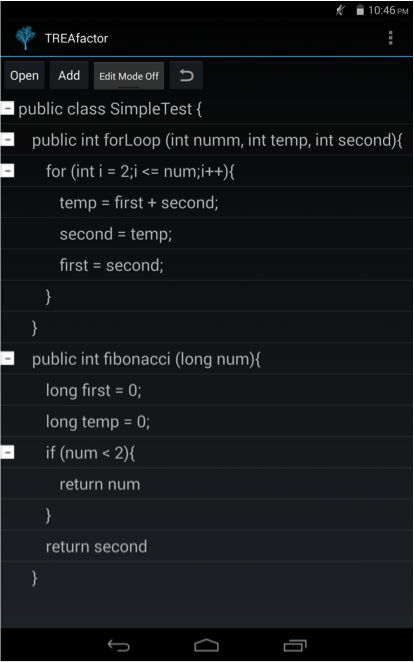 10:46 PM
TREAfactor
Open Add Edit Mode Off
public class SimpleTest {
public int forLoop (int numm, int temp, int second){
for (int i = 2;i <= num;i++){
temp = first + second;
second = temp;
first = second;
}
}
public int fibonacci (long num){
long first = 0;
long temp = 0;
if (num < 2){
return num
}
return second
}